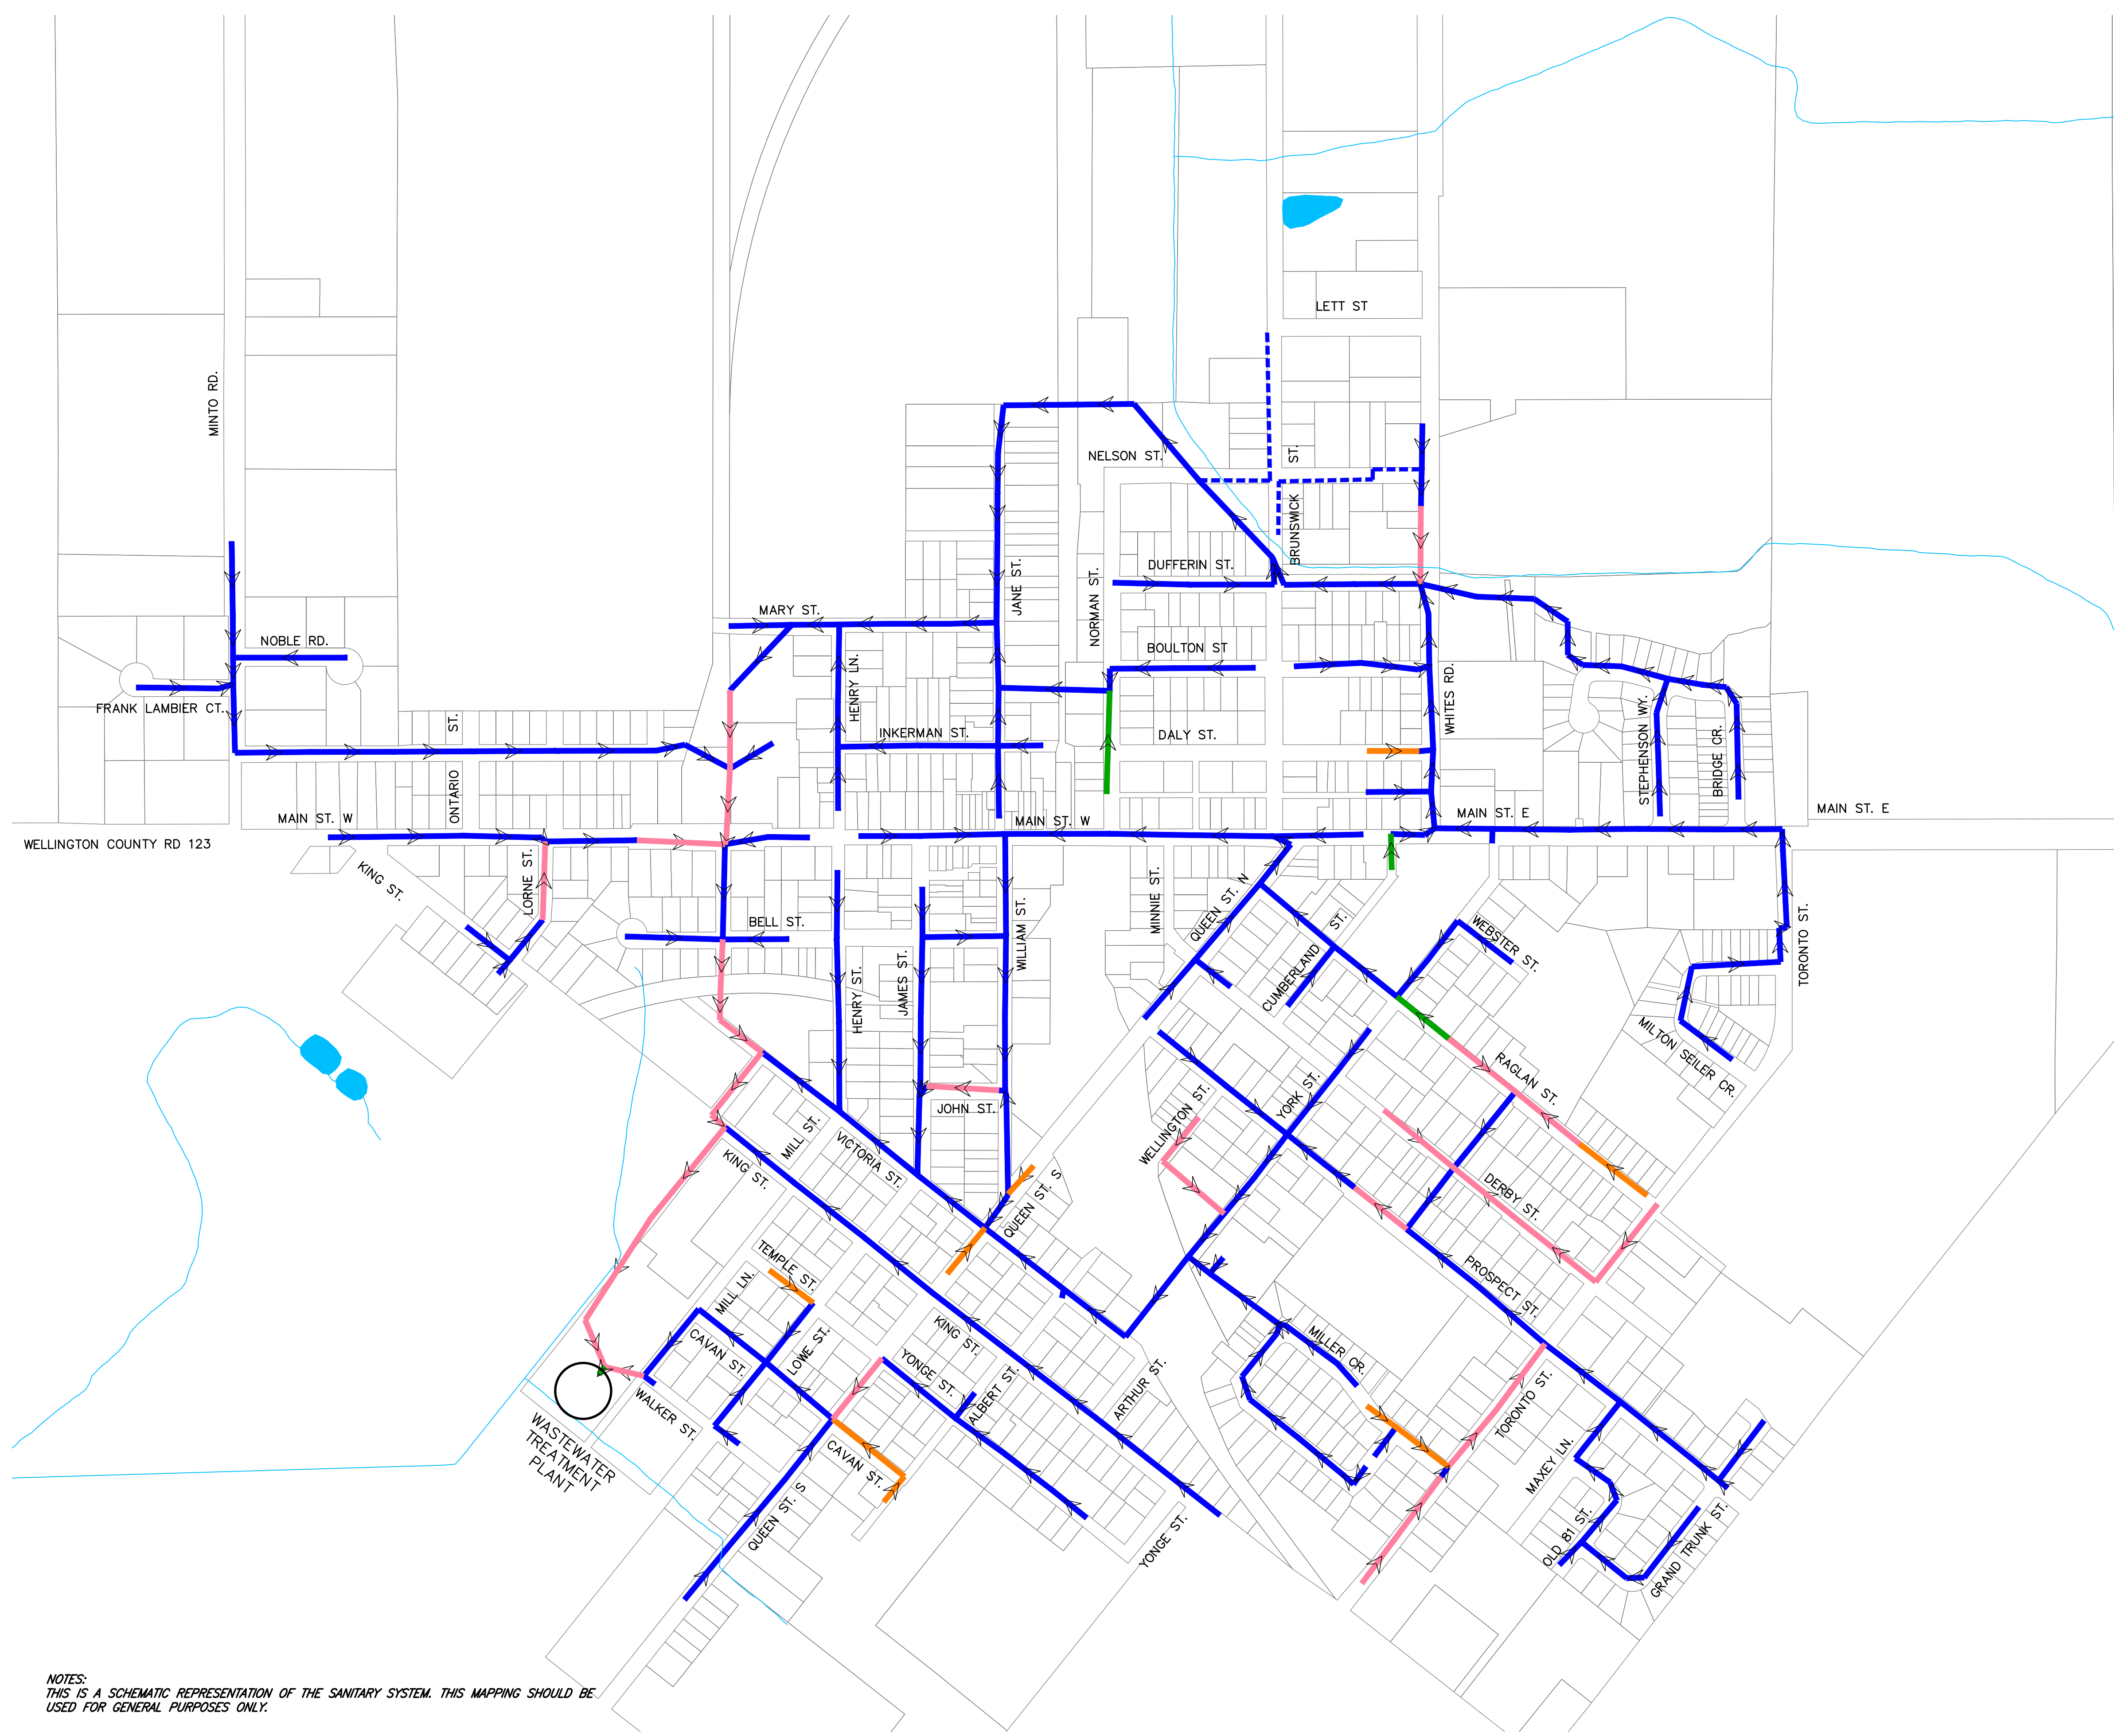 LETT ST
MINTO RD.
NELSON ST.
ST.
BRUNSWICK
DUFFERIN ST.
JANE ST.
NORMAN ST.
MARY ST.
NOBLE RD.
BOULTON ST
HENRY LN.
WHITES RD.
FRANK LAMBIER CT.
ST.
ONTARIO
INKERMAN ST.
DALY ST.
STEPHENSON WY.
BRIDGE CR.
MAIN ST. E
MAIN ST. W
MAIN ST. W
MAIN ST. E
WELLINGTON COUNTY RD 123
KING ST.
LORNE ST.
BELL ST.
HENRY ST.
JAMES ST.
WILLIAM ST.
MINNIE ST.
QUEEN ST. N
CUMBERLAND ST.
WEBSTER ST.
TORONTO ST.
MILTON SEILER CR.
RAGLAN ST.
JOHN ST.
YORK ST.
WELLINGTON ST.
MILL ST.
VICTORIA ST.
KING ST.
QUEEN ST. S
DERBY ST.
PROSPECT ST.
TEMPLE ST.
MILL LN.
CAVAN ST.
LOWE ST.
KING ST.
YONGE ST.
ALBERT ST.
ARTHUR ST.
MILLER CR.
WALKER ST.
CAVAN ST.
TORONTO ST.
MAXEY LN.
WASTEWATER
TREATMENT
PLANT
QUEEN ST. S
YONGE ST.
OLD 81 ST.
GRAND TRUNK ST.
NOTES:
THIS IS A SCHEMATIC REPRESENTATION OF THE SANITARY SYSTEM. THIS MAPPING SHOULD BE
USED FOR GENERAL PURPOSES ONLY.